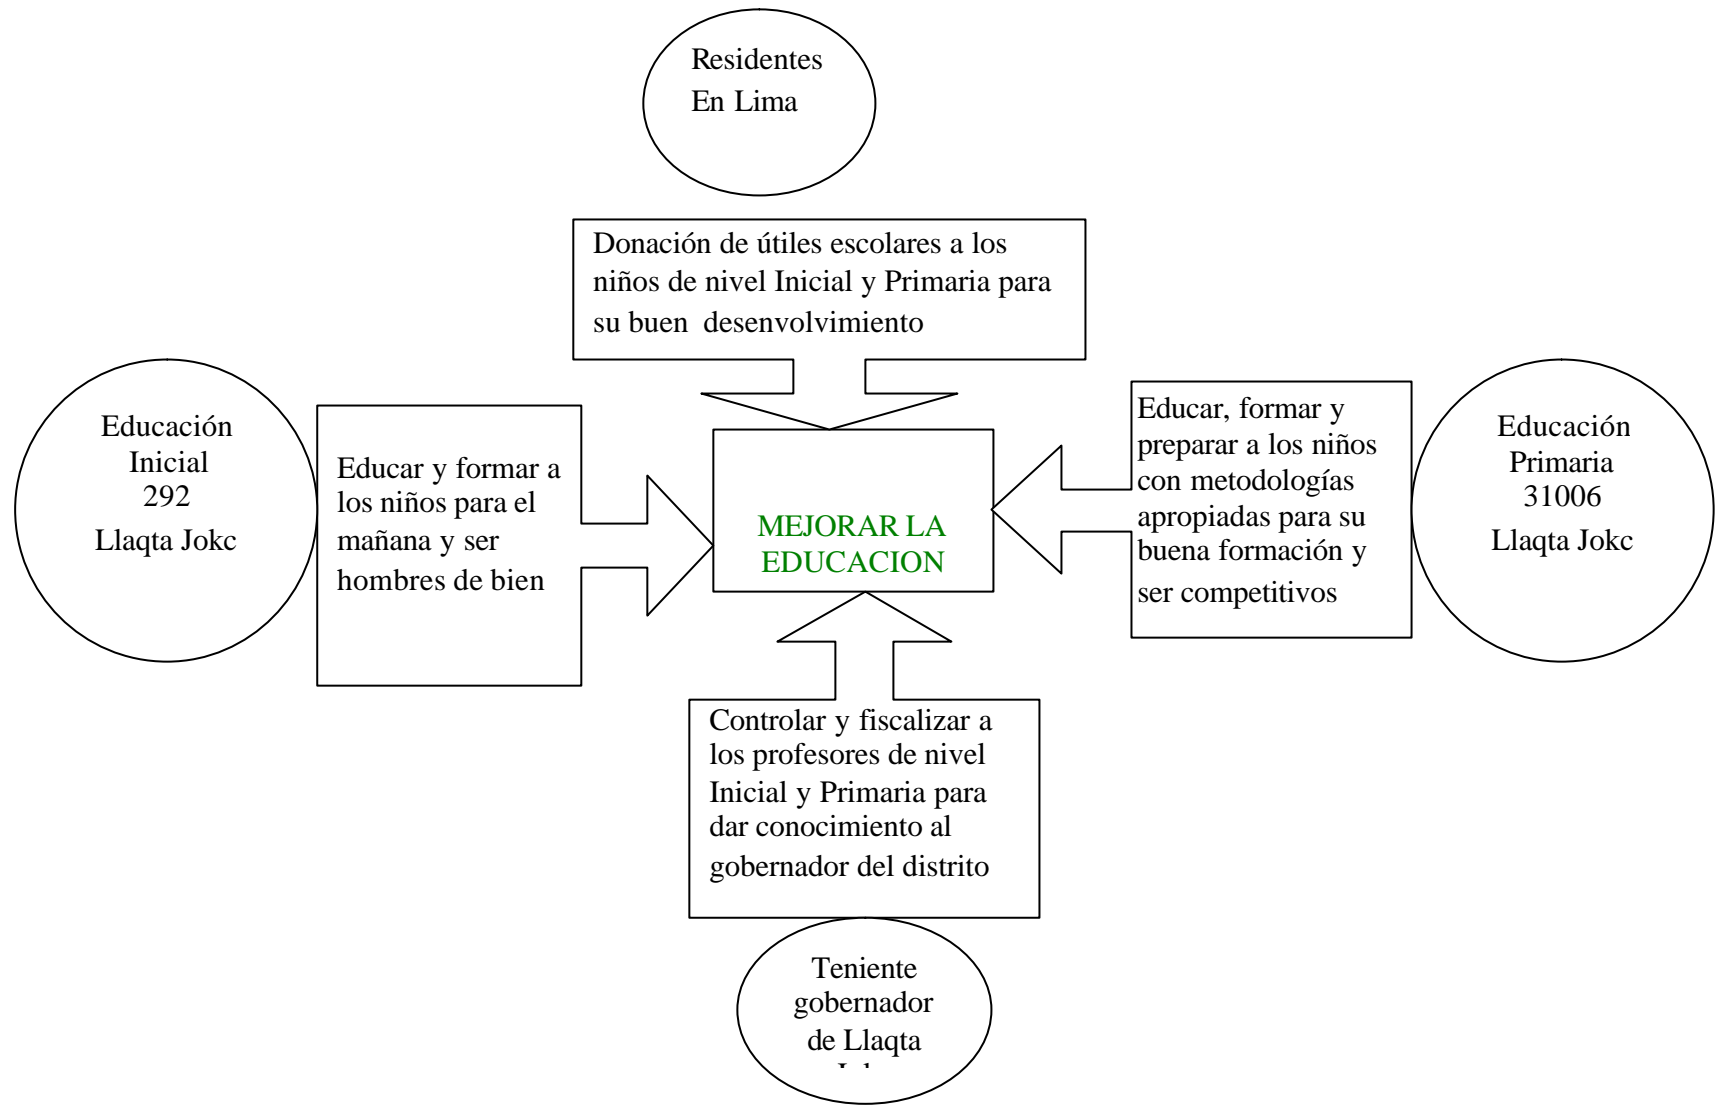 Residentes
En Lima
Donación de útiles escolares a los
niños de nivel Inicial y Primaria para
su buen desenvolvimiento
Educación
Inicial
292
Llaqta Jokc
Educar y formar a
los niños para el
mañana y ser
hombres de bien
MEJORAR LA
EDUCACION
Educar, formar y
preparar a los niños
con metodologías
apropiadas para su
buena formación y
ser competitivos
Educación
Primaria
31006
Llaqta Jokc
Controlar y fiscalizar a
los profesores de nivel
Inicial y Primaria para
dar conocimiento al
gobernador del distrito
Teniente
gobernador
de Llaqta